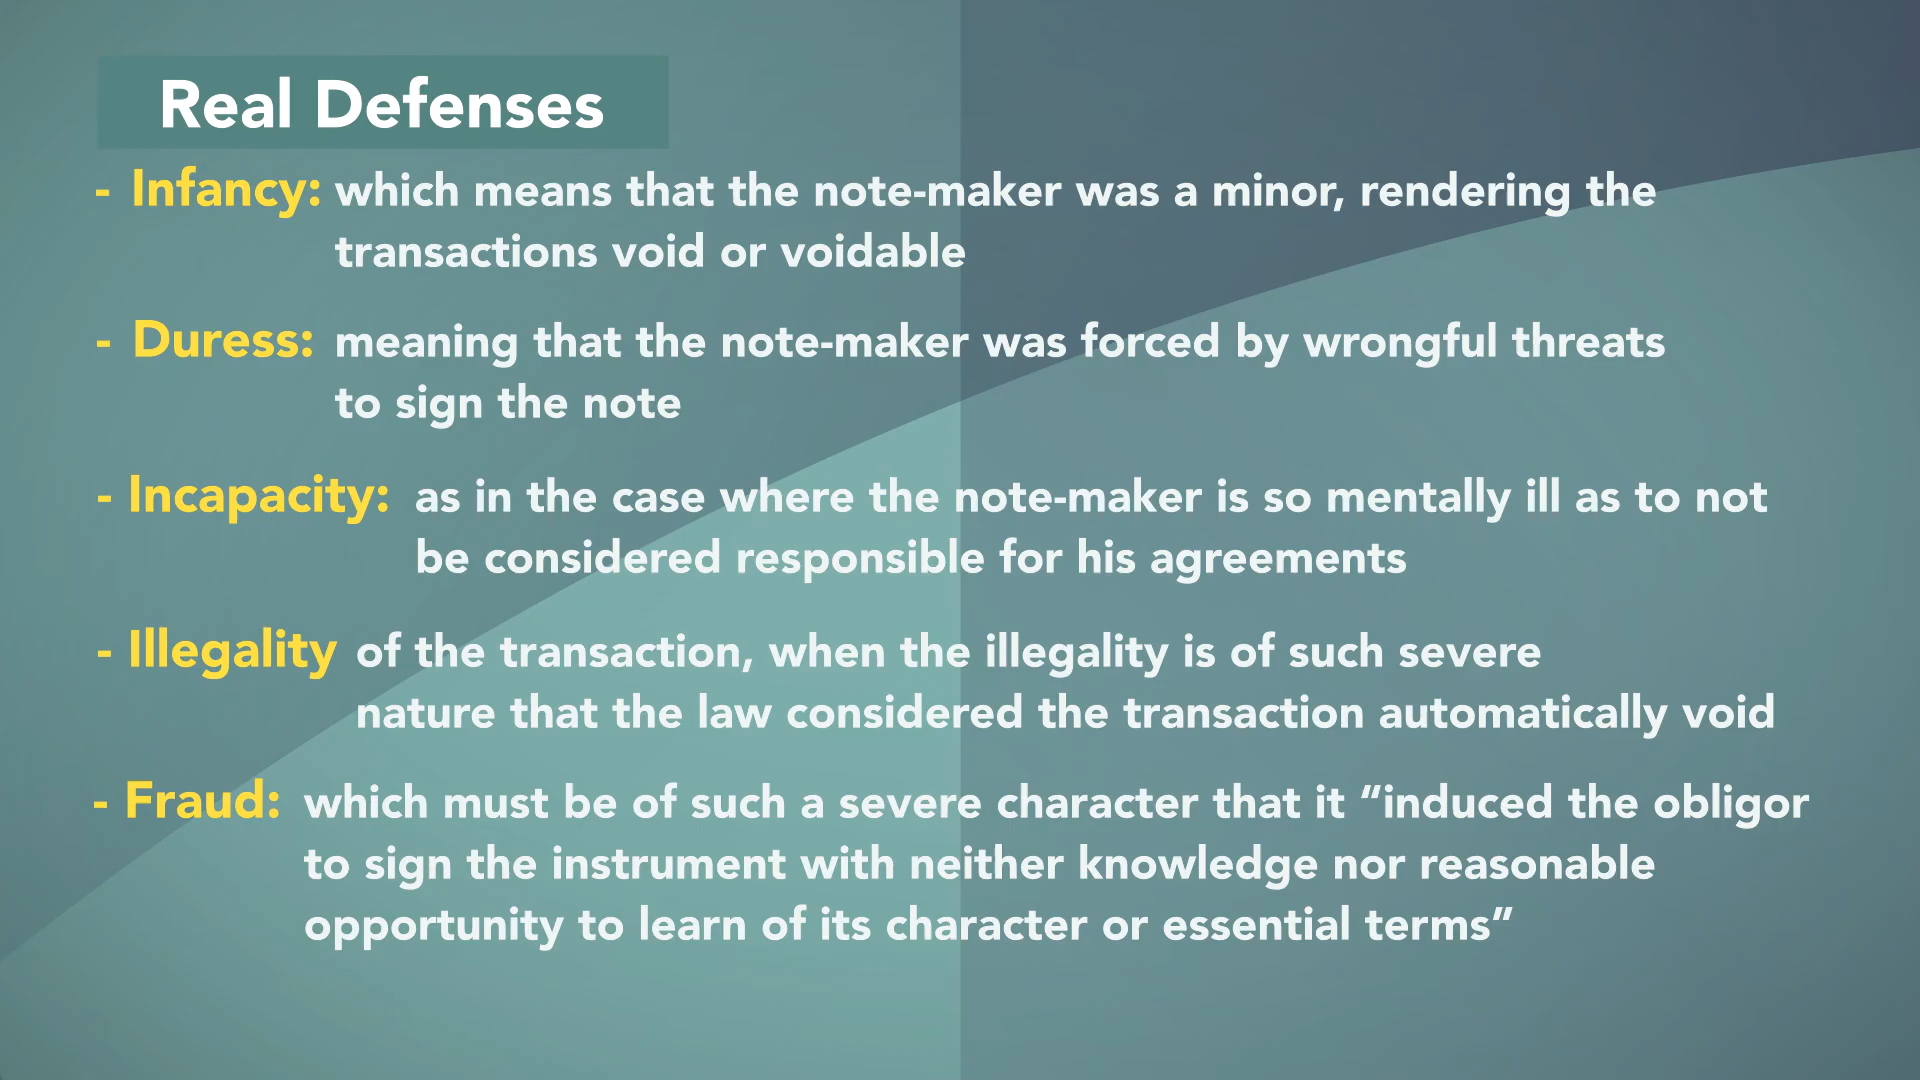 Real Defenses
- Infancy: which means that the note-maker was a minor, rendering the
transactions void or voidable
- Duress: meaning that the note-maker was forced by wrongful threats
to sign the note
- Incapacity: as in the case where the note-maker is so mentally ill as to not
be considered responsible for his agreements
- Illegality of the transaction, when the illegality is of such severe
nature that the law considered the transaction automatically void
- Fraud: which must be of such a severe character that it "induced the obligor
to sign the instrument with neither knowledge nor reasonable
opportunity to learn of its character or essential terms"